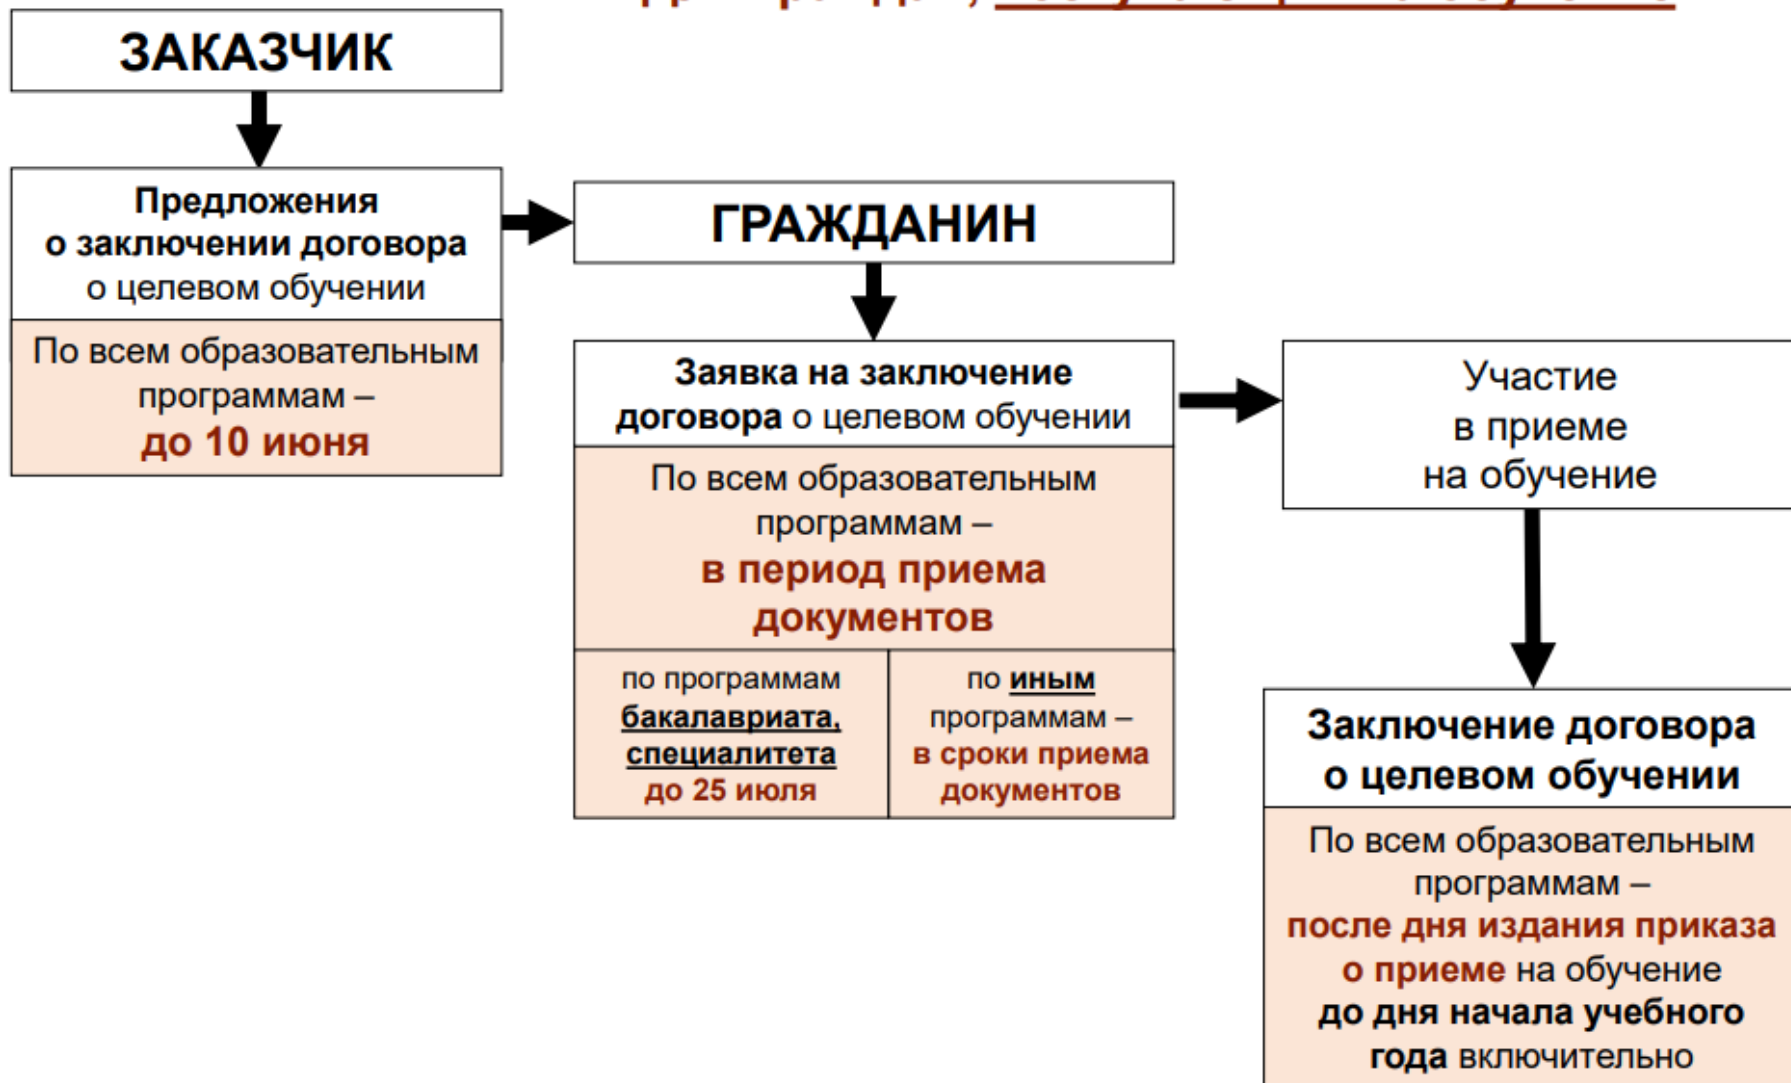 ЗАКАЗЧИК
Предложения
о заключении договора
о целевом обучении
По всем образовательным
программам –
до 10 июня
ГРАЖДАНИН
Заявка на заключение
договора о целевом обучении
По всем образовательным
программам –
в период приема
документов
по программам
бакалавриата,
специалитета
до 25 июля
по иным
программам –
в сроки приема
документов
Участие
в приеме
на обучение
Заключение договора
о целевом обучении
По всем образовательным
программам –
после дня издания приказа
о приеме на обучение
до дня начала учебного
года включительно